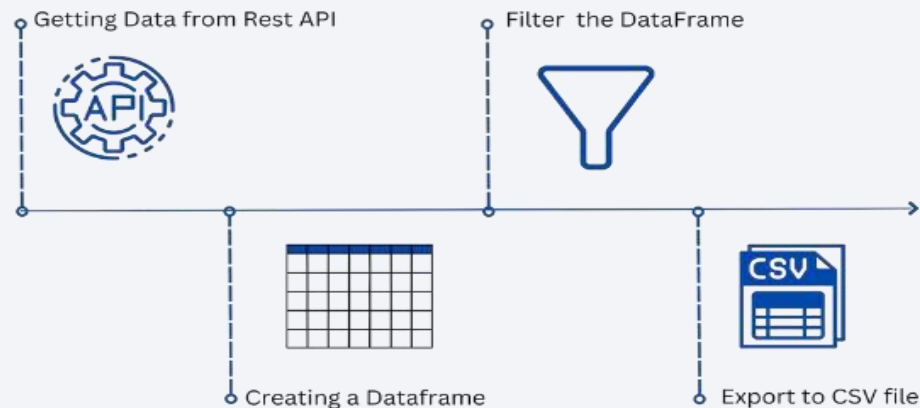 Getting Data from Rest API
Filter the DataFrame
API
CSV
Creating a Dataframe
Export to CSV file